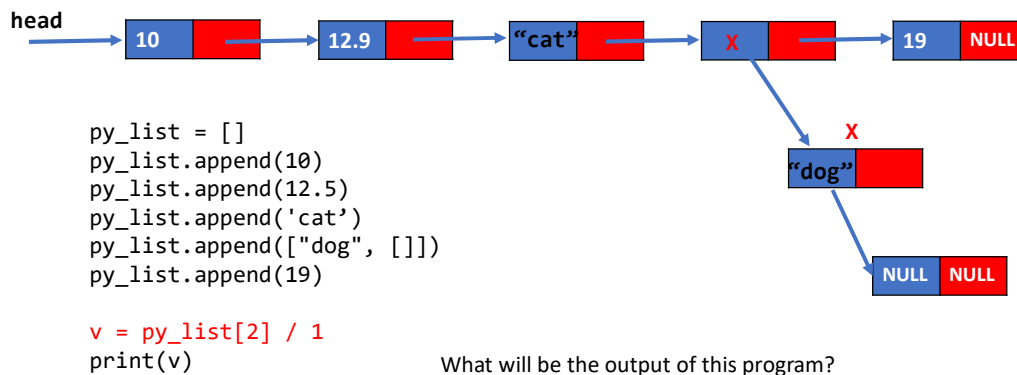 head
10
12.9
“cat”
X
19
NULL
X
“dog”
NULL
NULL
py_list = []
py_list.append(10)
py_list.append(12.5)
py_list.append('cat’)
py_list.append(["dog", []])
py_list.append(19)
v = py_list[2] / 1
print(v)
What will be the output of this program?